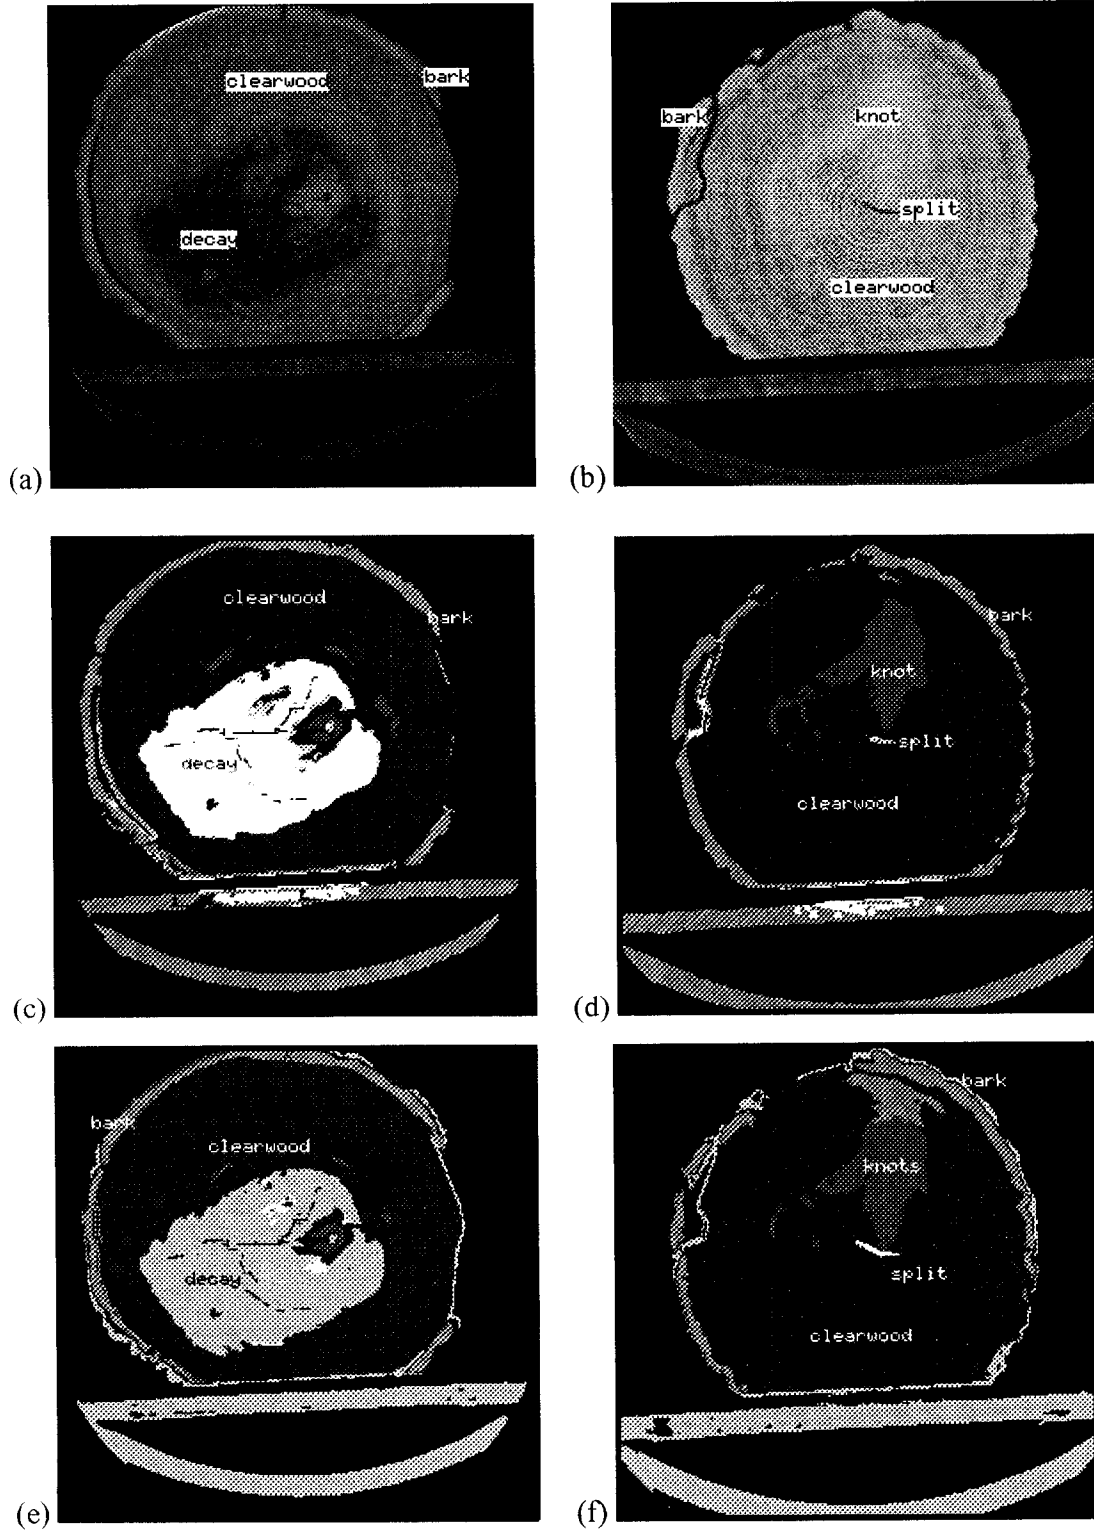 clearwood
bark
decay
(a)
bark
knot
split
clearwood
(b)
clearwood
bark
decay
(c)
bark
knot
split
clearwood
(d)
bark
clearwood
decay
(e)
bark
knots
split
clearwood
(f)